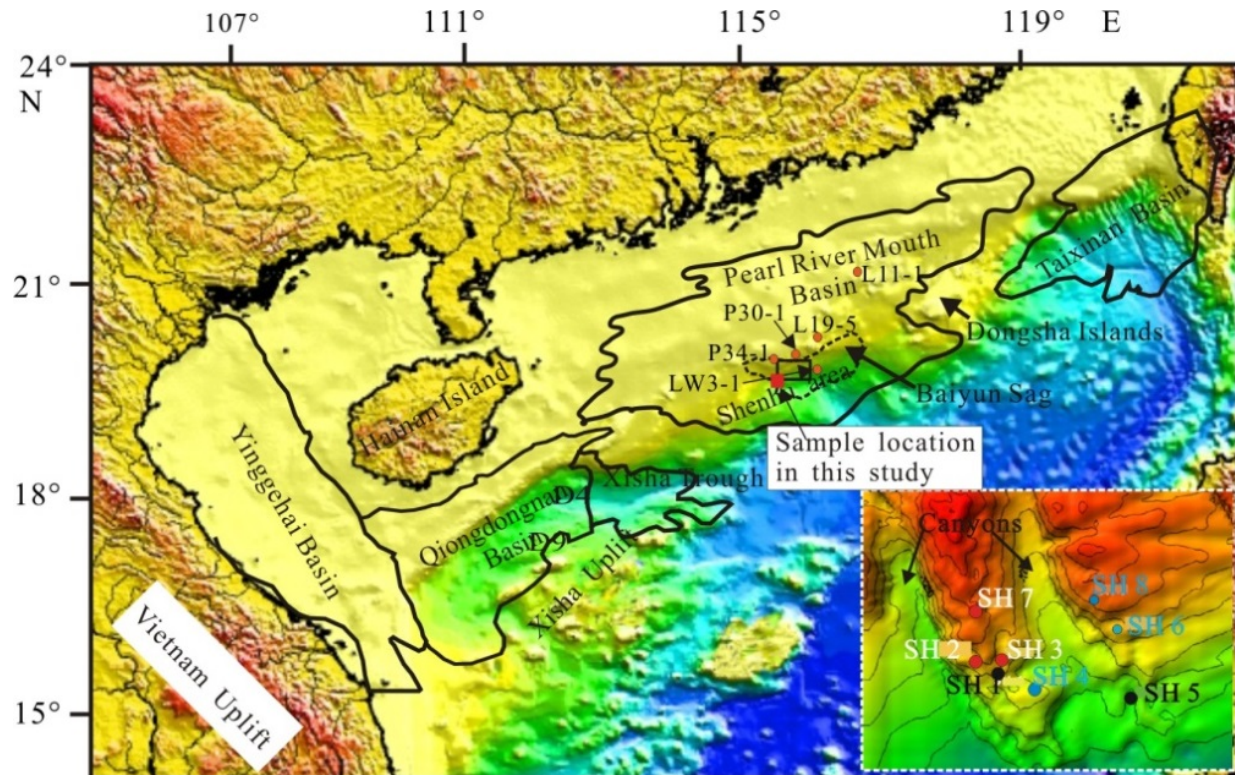 107°
111°
115°
119°
E
24°
N
21°
18°
15°
Pearl River Mouth
Basin
L11-1
P30-1
L19-5
P34-1
LW3-1
Taixinan Basin
Dongsha Islands
Baiyun Sag
area
Sample location
in this study
Hainan Island
Yinggehai Basin
Qiongdongnan
Basin
Xisha Trough
Xisha Uplift
Vietnam Uplift
Canyons
SH 7
SH 8
SH 6
SH 2
SH 3
SH 1
SH 4
SH 5